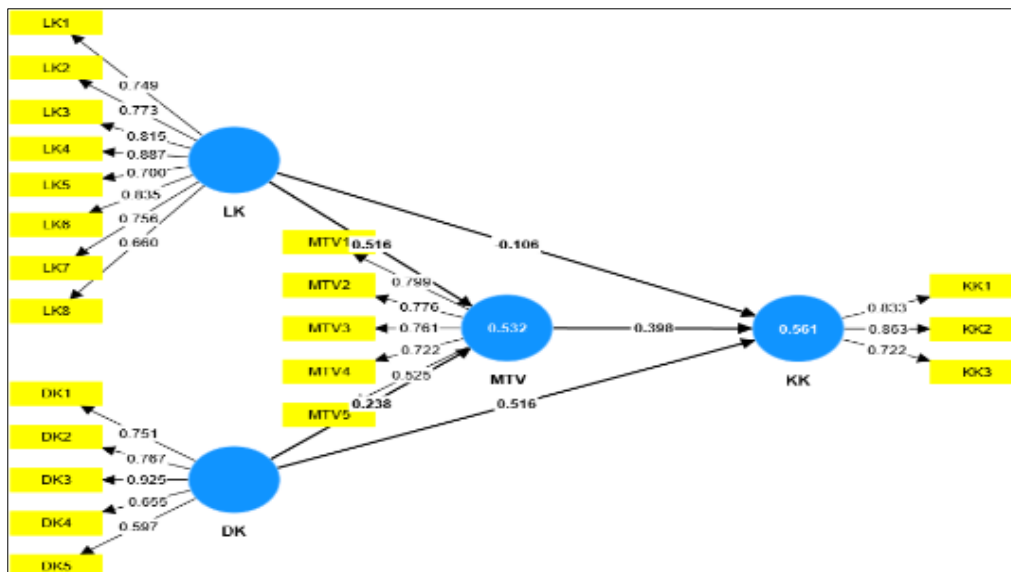 LK1
LK2
LK3
LK4
LK5
LK6
LK7
LK8
0.749
0.773
0.815
0.887
0.700
0.835
0.756
0.660
LK
MTV1
MTV2
MTV3
MTV4
MTV5
0.516
0.799
0.776
0.761
0.722
0.525
0.238
0.532
MTV
-0.106
0.398
0.516
0.561
KK
0.833
0.863
0.722
KK1
KK2
KK3
DK1
DK2
DK3
DK4
DK5
0.751
0.767
0.925
0.655
0.597
DK